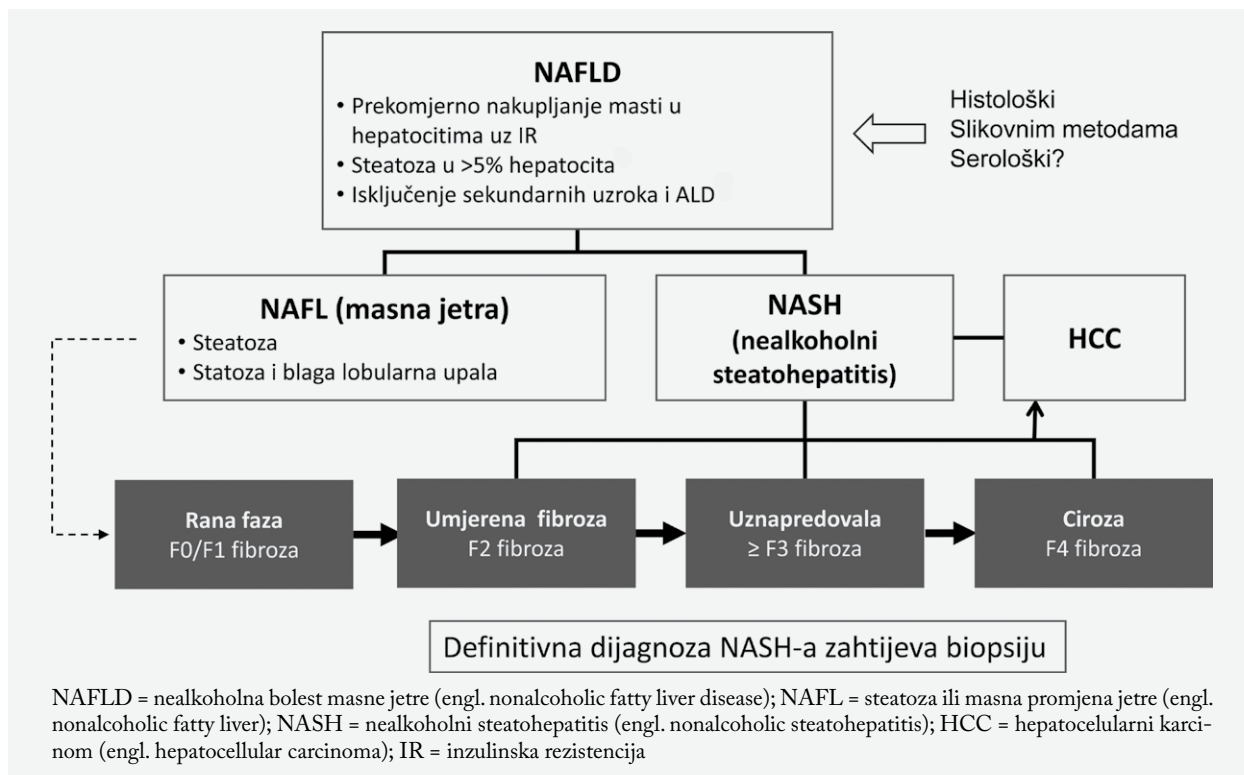 NAFLD
• Prekomjerno nakupljanje masti u
hepatocitima uz IR
• Steatoza u >5% hepatocita
• Isključenje sekundarnih uzroka i ALD
Histološki
Slikovnim metodama
Serološki?
NAFL (masna jetra)
• Steatoza
• Statoza i blaga lobularna upala
NASH
(nealkoholni
steatohepatitis)
HCC
Rana faza
F0/F1 fibroza
Umjerena fibroza
F2 fibroza
Uznapredovala
≥ F3 fibroza
Ciroza
F4 fibroza
Definitivna dijagnoza NASH-a zahtijeva biopsiju
NAFLD = nealkoholna bolest masne jetre (engl. nonalcoholic fatty liver disease); NAFL = steatoza ili masna promjena jetre (engl.
nonalcoholic fatty liver); NASH = nealkoholni steatohepatitis (engl. nonalcoholic steatohepatitis); HCC = hepatocelularni karci-
nom (engl. hepatocellular carcinoma); IR = inzulinska rezistencija